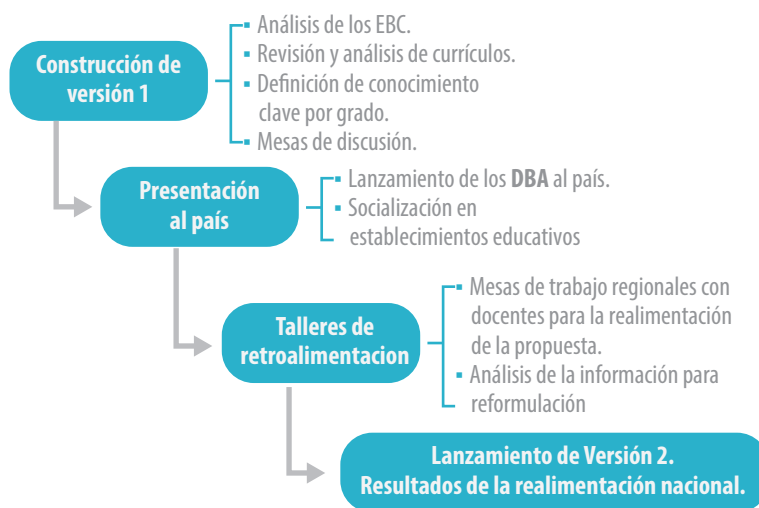 Construcción de
versión 1
▪ Análisis de los EBC.
▪ Revisión y análisis de currículos.
▪ Definición de conocimiento
clave por grado.
▪ Mesas de discusión.
Presentación
al país
▪ Lanzamiento de los DBA al país.
▪ Socialización en
establecimientos educativos
Talleres de
retroalimentacion
▪ Mesas de trabajo regionales con
docentes para la realimentación
de la propuesta.
▪ Análisis de la información para
reformulación
Lanzamiento de Versión 2.
Resultados de la realimentación nacional.